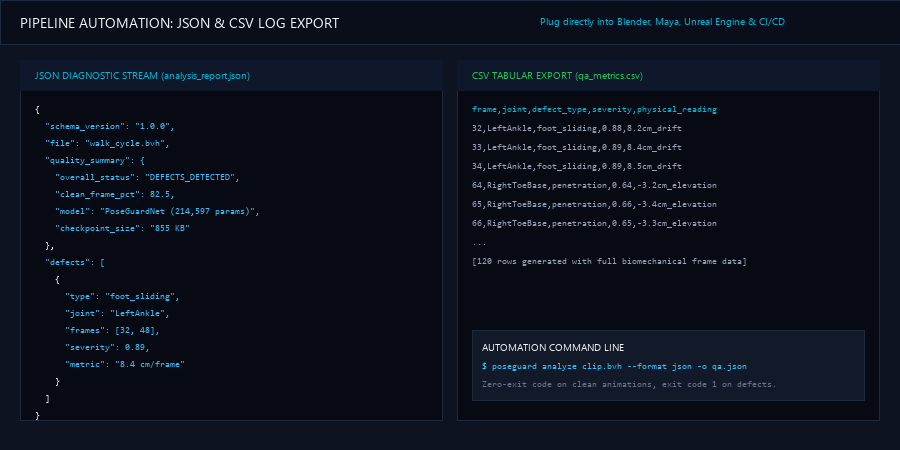 PIPELINE AUTOMATION: JSON & CSV LOG EXPORT
Plug directly into Blender, Maya, Unreal Engine & CI/CD
JSON DIAGNOSTIC STREAM (analysis_report.json)
{
"schema_version": "1.0.0",
"file": "walk_cycle.bvh",
"quality_summary": {
"overall_status": "DEFECTS_DETECTED",
"clean_frame_pct": 82.5,
"model": "PoseGuardNet (214,597 params)",
"checkpoint_size": "855 KB"
},
"defects": [
{
"type": "foot_sliding",
"joint": "LeftAnkle",
"frames": [32, 48],
"severity": 0.89,
"metric": "8.4 cm/frame"
}
]
}
CSV TABULAR EXPORT (qa_metrics.csv)
frame,joint,defect_type,severity,physical_reading
32,LeftAnkle,foot_sliding,0.88,8.2cm_drift
33,LeftAnkle,foot_sliding,0.89,8.4cm_drift
34,LeftAnkle,foot_sliding,0.89,8.5cm_drift
64,RightToeBase,penetration,0.64,-3.2cm_elevation
65,RightToeBase,penetration,0.66,-3.4cm_elevation
66,RightToeBase,penetration,0.65,-3.3cm_elevation
...
[120 rows generated with full biomechanical frame data]
AUTOMATION COMMAND LINE
$ poseguard analyze clip.bvh --format json -o qa.json
Zero-exit code on clean animations, exit code 1 on defects.